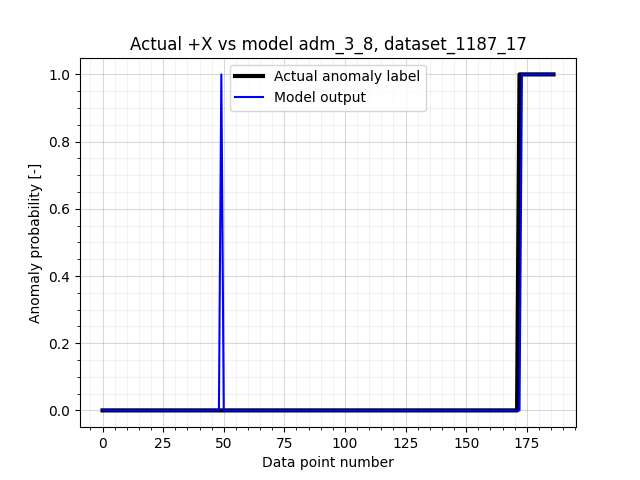 Actual +X vs model adm_3_8, dataset_1187_17
Actual anomaly label
Model output
Anomaly probability [-]
1.0
0.8
0.6
0.4
0.2
0.0
0 25 50 75 100 125 150 175
Data point number